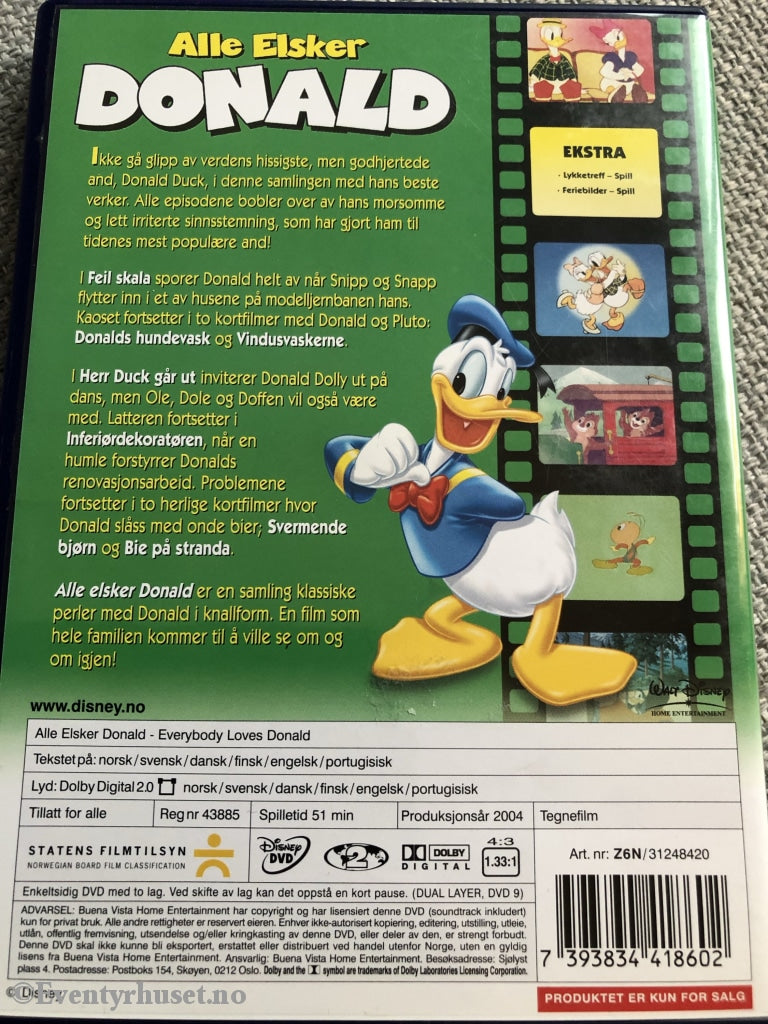 Alle Elsker
DONALD
Ikke gå glipp av verdens hissigste, men godhjertede
and, Donald Duck, i denne samlingen med hans beste
verker. Alle episodene bobler over av hans morsomme
og lett irriterte sinnsstemning, som har gjort ham til
tidenes mest populære and!
I Feil skala sporer Donald helt av når Snipp og Snapp
flytter inn i et av husene på modelljernbanen hans.
Kaoset fortsetter i to kortfilmer med Donald og Pluto:
Donalds hundevask og Vindusvaskerne.
I Herr Duck går ut inviterer Donald Dolly ut på
dans, men Ole, Dole og Doffen vil også være
med. Latteren fortsetter i
Inferiørdekoratøren, når en
humle forstyrrer Donalds
renovasjonsarbeid. Problemene
fortsetter i to herlige kortfilmer hvor
Donald slåss med onde bier; Svermende
bjørn og Bie på stranda.
Alle elsker Donald er en samling klassiske
perler med Donald i knallform. En film som
hele familien kommer til å ville se om og
om igjen!
EKSTRA
· Lykketreff – Spill
· Feriebilder – Spill
WALT DISNEY
HOME ENTERTAINMENT
www.disney.no
Alle Elsker Donald - Everybody Loves Donald
Tekstet på: norsk/svensk/dansk/finsk/engelsk/portugisisk
Lyd: Dolby Digital 2.0 norsk/svensk/dansk/finsk/engelsk/portugisisk
Tillatt for alle Reg nr 43885 Spilletid 51 min Produksjonsår 2004 Tegnefilm
STATENS FILMTILSYN
NORWEGIAN BOARD FILM CLASSIFICATION
Disney DVD
2
DOLBY
DIGITAL
4:3
1.33:1
Art. nr: Z6N/31248420
Enkeltsidig DVD med to lag. Ved skifte av lag kan det oppstå en kort pause. (DUAL LAYER, DVD 9)
ADVARSEL: Buena Vista Home Entertainment har copyright og har lisensiert denne DVD (soundtrack inkludert)
kun for privat bruk. Alle andre rettigheter er reservert eieren. Enhver ikke-autorisert kopiering, editering, utstilling, utleie,
utlån, offentlig fremvisning, utsendelse og/eller kringkasting av denne DVD, eller deler av den, er strengt forbudt.
Denne DVD skal ikke kunne bli eksportert, erstattet eller distribuert ved handel utenfor Norge, uten en gyldig
lisens fra Buena Vista Home Entertainment. Ansvarlig: Buena Vista Home Entertainment. Besøksadresse: Sjølyst
plass 4. Postadresse: Postboks 154, Skøyen, 0212 Oslo. Dolby and the symbol are trademarks of Dolby Laboratories Licensing Corporation.
7 393834 418602
© Disney
©Eventyrhuset.no
PRODUKTET ER KUN FOR SALG